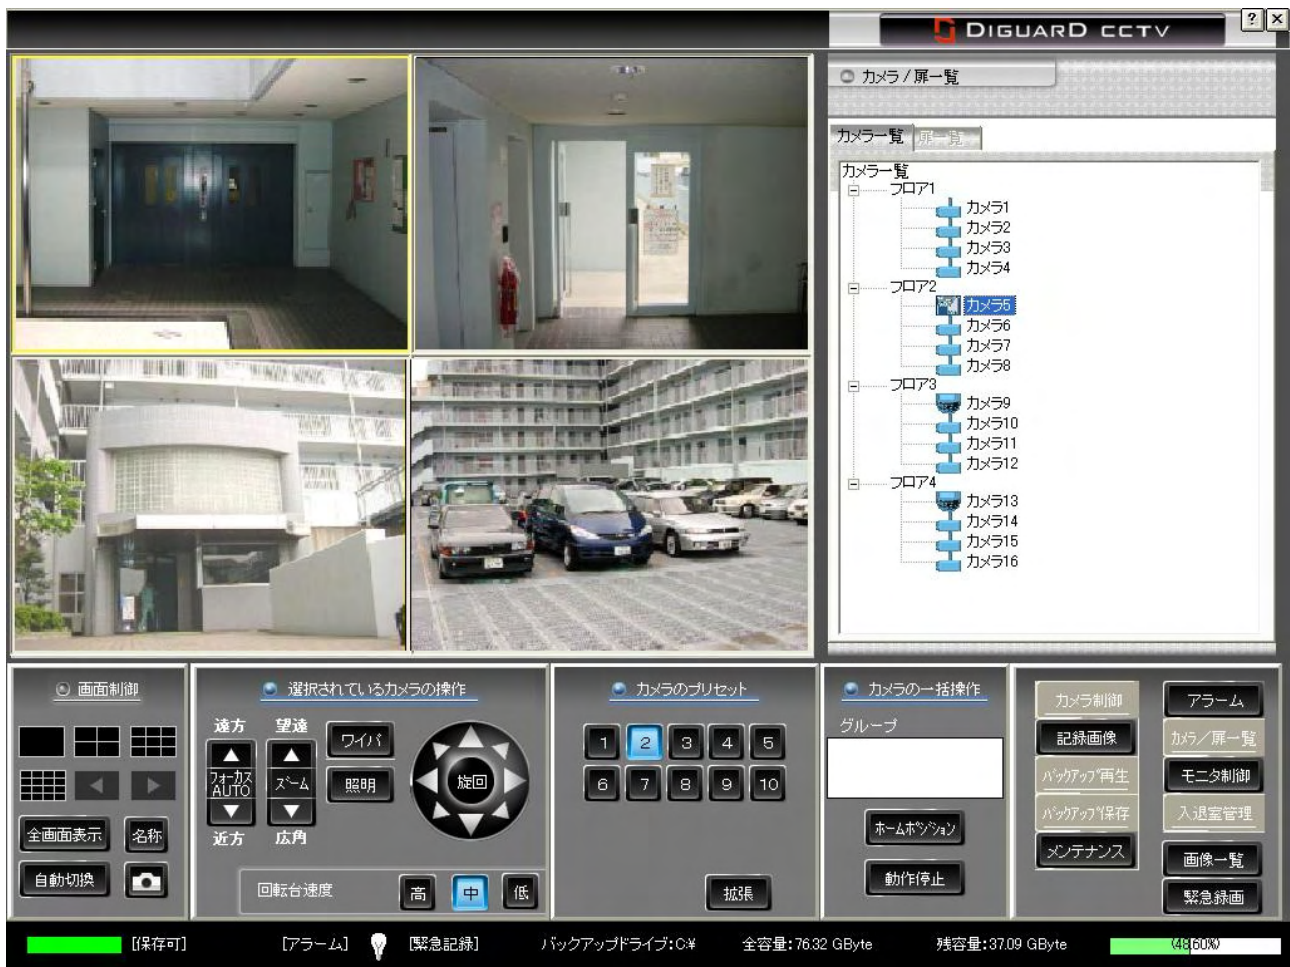 DIGUARD CCTV
? ×
カメラ / 扉一覧
カメラ一覧 扉一覧
カメラ一覧
フロア1
カメラ1
カメラ2
カメラ3
カメラ4
フロア2
カメラ5
カメラ6
カメラ7
カメラ8
フロア3
カメラ9
カメラ10
カメラ11
カメラ12
フロア4
カメラ13
カメラ14
カメラ15
カメラ16
画面制御
全画面表示 名称
自動切換
選択されているカメラの操作
遠方 望遠
フォーカス
AUTO
ズーム
近方 広角
ワイパ
照明
旋回
回転台速度 高 中 低
カメラのプリセット
1 2 3 4 5
6 7 8 9 10
拡張
カメラの一括操作
グループ
ホームポジション
動作停止
カメラ制御 アラーム
記録画像 カメラ/扉一覧
バックアップ再生 モニタ制御
バックアップ保存 入退室管理
メンテナンス 画像一覧
緊急録画
[保存可] [アラーム] [緊急記録] バックアップドライブ:C:¥ 全容量:76.32 GByte 残容量:37.09 GByte (48.60%)